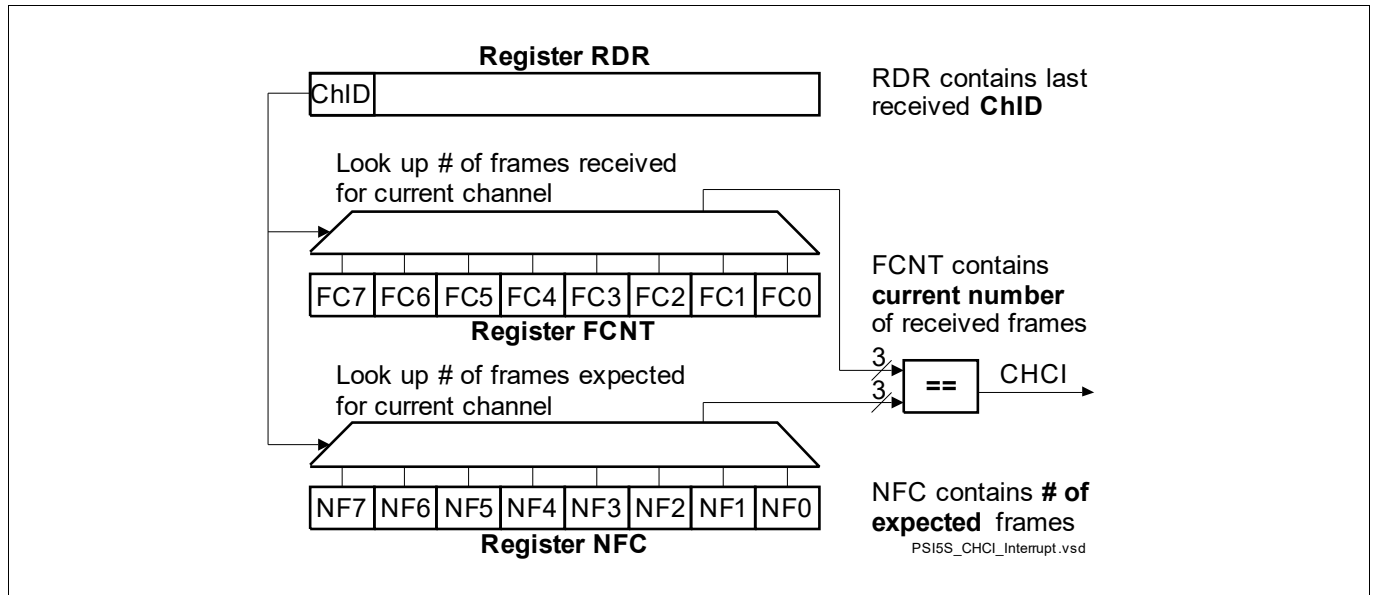 Register RDR
ChID
RDR contains last
received ChID
Look up # of frames received
for current channel
FC7 FC6 FC5 FC4 FC3 FC2 FC1 FC0
Register FCNT
FCNT contains
current number
of received frames
3
3
==
CHCI
Look up # of frames expected
for current channel
NF7 NF6 NF5 NF4 NF3 NF2 NF1 NF0
Register NFC
NFC contains # of
expected frames
PSI5S_CHCI_Interrupt.vsd